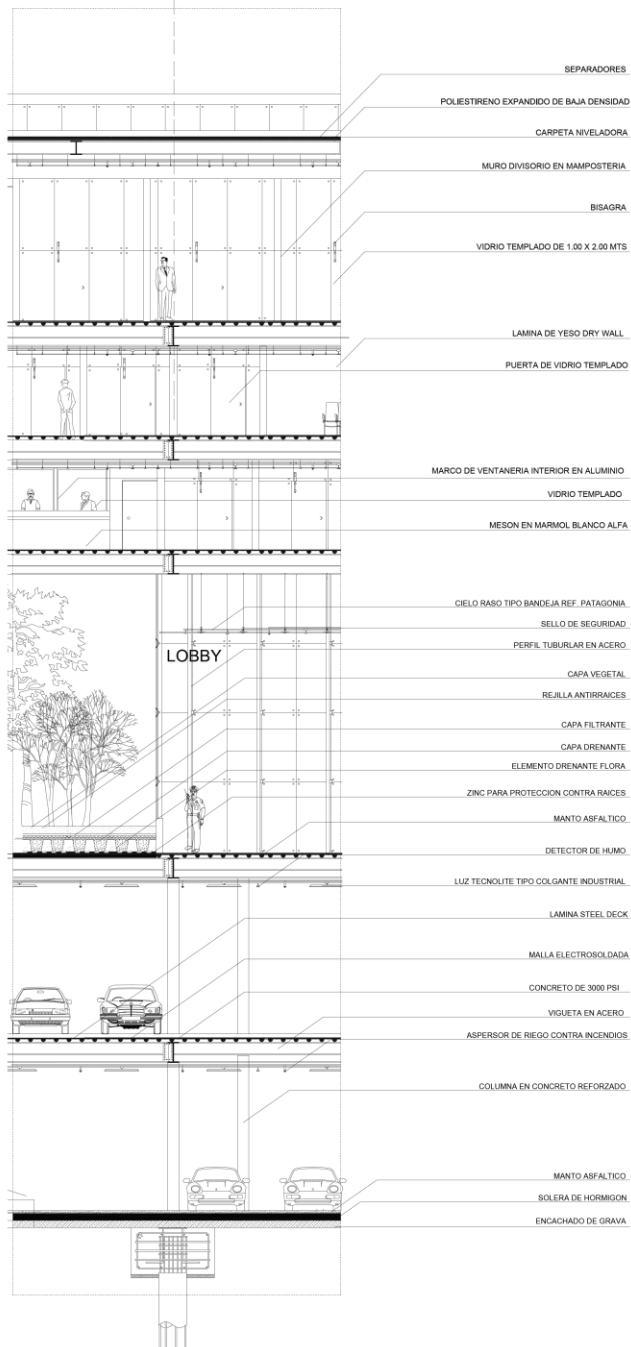 SEPARADORES
POLIESTIRENO EXPANDIDO DE BAJA DENSIDAD
CARPETA NIVELADORA
MURO DIVISORIO EN MAMPOSTERIA
BISAGRA
VIDRIO TEMPLADO DE 1.00 X 2.00 MTS
LAMINA DE YESO DRY WALL
PUERTA DE VIDRIO TEMPLADO
MARCO DE VENTANERIA INTERIOR EN ALUMINIO
VIDRIO TEMPLADO
MESON EN MARMOL BLANCO ALFA
CIELO RASO TIPO BANDEJA REF. PATAGONIA
SELLO DE SEGURIDAD
PERFIL TUBURLAR EN ACERO
LOBBY
CAPA VEGETAL
REJILLA ANTIRRAICES
CAPA FILTRANTE
CAPA DRENANTE
ELEMENTO DRENANTE FLORA
ZINC PARA PROTECCION CONTRA RAICES
MANTO ASFALTICO
DETECTOR DE HUMO
LUZ TECNOLITE TIPO COLGANTE INDUSTRIAL
LAMINA STEEL DECK
MALLA ELECTROSOLDADA
CONCRETO DE 3000 PSI
VIGUETA EN ACERO
ASPERSOR DE RIEGO CONTRA INCENDIOS
COLUMNA EN CONCRETO REFORZADO
MANTO ASFALTICO
SOLERA DE HORMIGON
ENCACHADO DE GRAVA